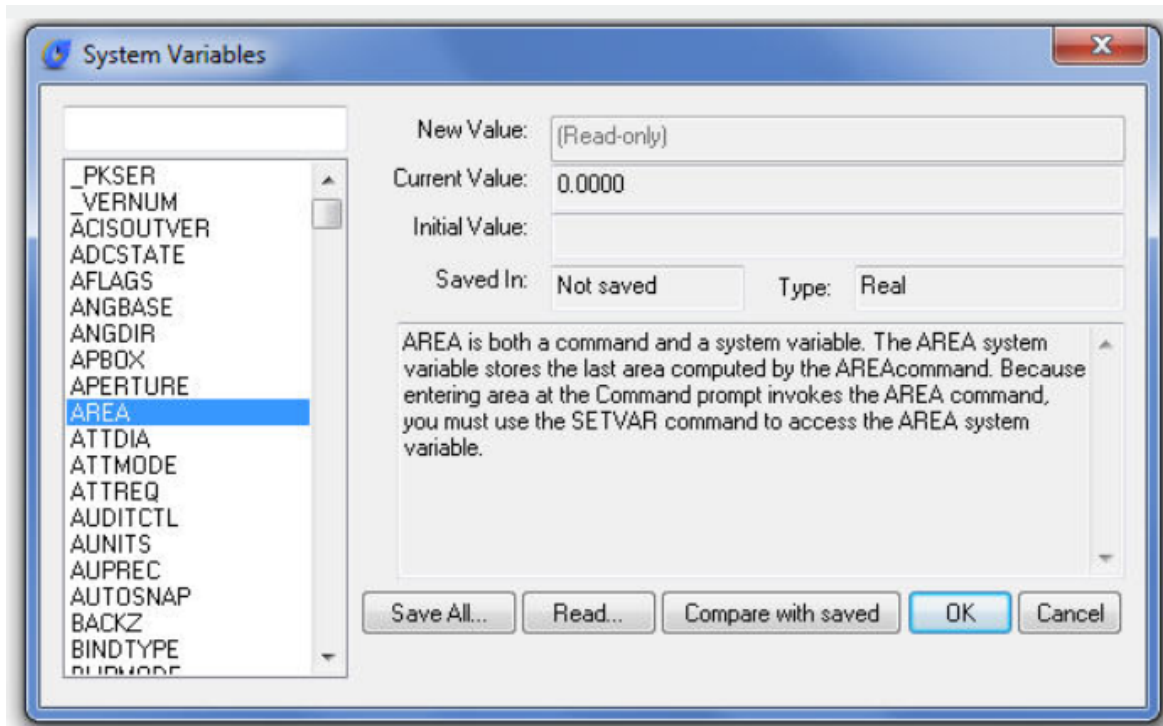 System Variables
_PKSER
_VERNUM
ACISOUTVER
ADCSTATE
AFLAGS
ANGBASE
ANGDIR
APBOX
APERTURE
AREA
ATTDIA
ATTMODE
ATTREQ
AUDITCTL
AUNITS
AUPREC
AUTOSNAP
BACKZ
BINDTYPE
New Value: (Read-only)
Current Value: 0.0000
Initial Value:
Saved In: Not saved Type: Real
AREA is both a command and a system variable. The AREA system
variable stores the last area computed by the AREAcommand. Because
entering area at the Command prompt invokes the AREA command,
you must use the SETVAR command to access the AREA system
variable.
Save All... Read... Compare with saved OK Cancel